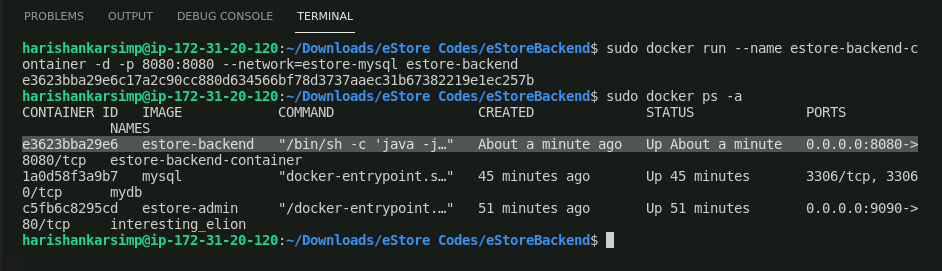 PROBLEMS OUTPUT DEBUG CONSOLE TERMINAL
harishankarsimp@ip-172-31-20-120:~/Downloads/eStore Codes/eStoreBackend$ sudo docker run --name estore-backend-c
ontainer -d -p 8080:8080 --network=estore-mysql estore-backend
e3623bba29e6c17a2c90cc880d634566bf78d3737aaec31b67382219e1ec257b
harishankarsimp@ip-172-31-20-120:~/Downloads/eStore Codes/eStoreBackend$ sudo docker ps -a
CONTAINER ID IMAGE COMMAND CREATED STATUS PORTS
NAMES
e3623bba29e6 estore-backend "/bin/sh -c 'java -j…" About a minute ago Up About a minute 0.0.0.0:8080->
8080/tcp estore-backend-container
1a0d58f3a9b7 mysql "docker-entrypoint.s…" 45 minutes ago Up 45 minutes 3306/tcp, 3306
0/tcp mydb
c5fb6c8295cd estore-admin "/docker-entrypoint.…" 51 minutes ago Up 51 minutes 0.0.0.0:9090->
80/tcp interesting_elion
harishankarsimp@ip-172-31-20-120:~/Downloads/eStore Codes/eStoreBackend$